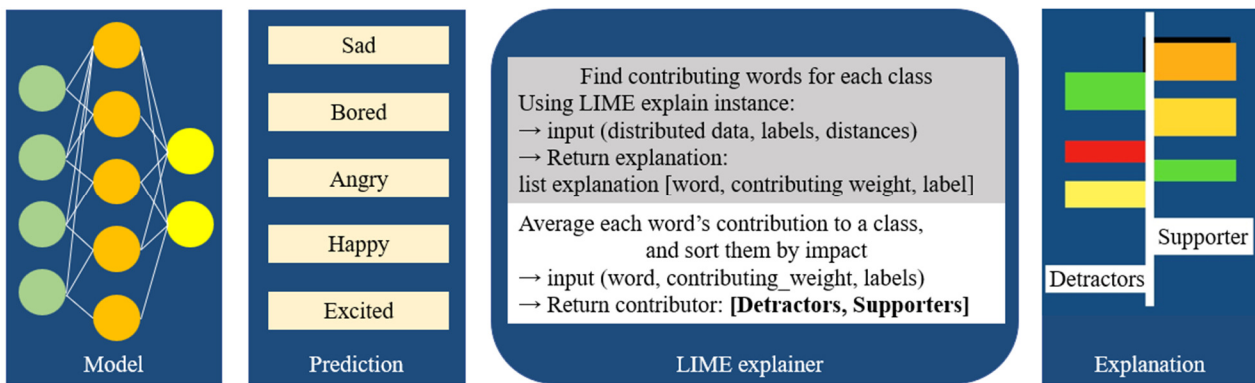 Model
Sad
Bored
Angry
Happy
Excited
Prediction
Find contributing words for each class
Using LIME explain instance:
→ input (distributed data, labels, distances)
→ Return explanation:
list explanation [word, contributing weight, label]
Average each word’s contribution to a class,
and sort them by impact
→ input (word, contributing_weight, labels)
→ Return contributor: [Detractors, Supporters]
LIME explainer
Supporter
Detractors
Explanation